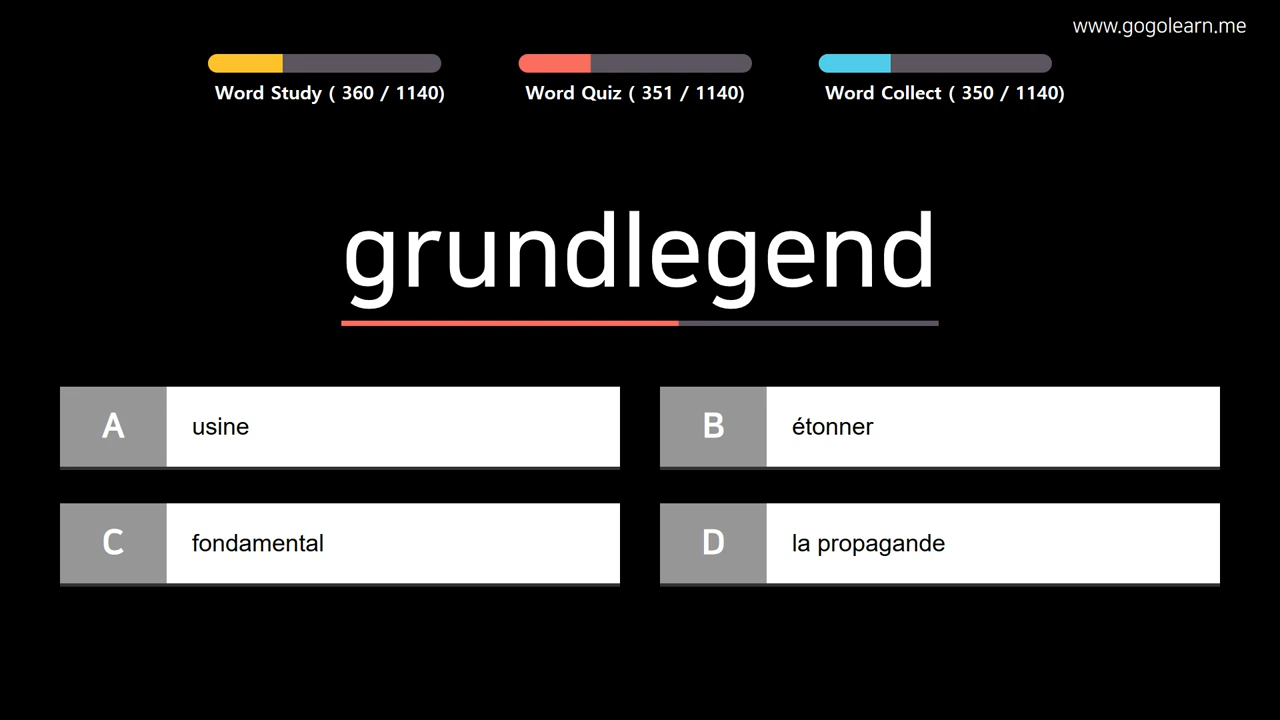 www.gogolearn.me
Word Study ( 360 / 1140)
Word Quiz ( 351 / 1140)
Word Collect ( 350 / 1140)
grundlegend
A usine
B étonner
C fondamental
D la propagande